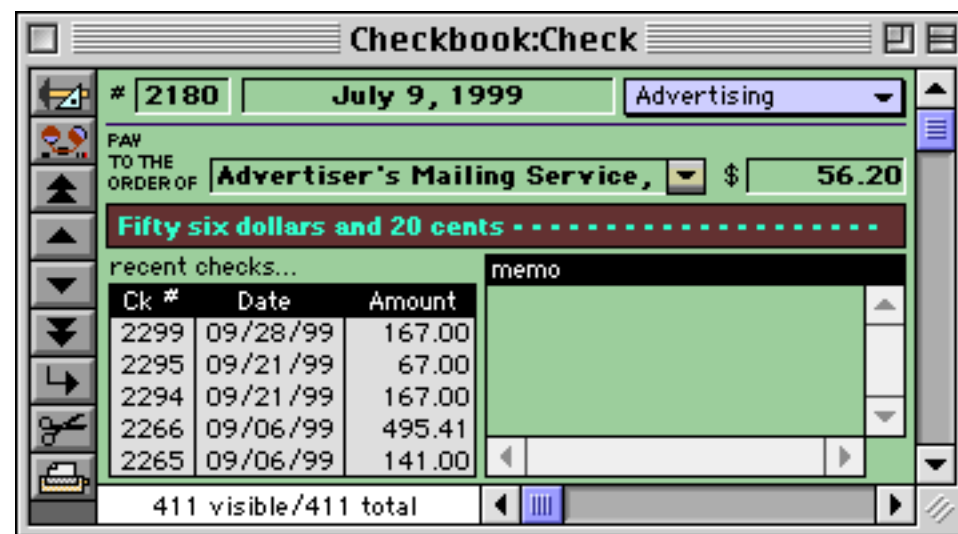 Checkbook:Check
# 2180 July 9, 1999 Advertising
PAY
TO THE
ORDER OF Advertiser's Mailing Service, $ 56.20
Fifty six dollars and 20 cents - - - - - - - - - - - - - - - - - - - -
recent checks... memo
Ck # Date Amount
2299 09/28/99 167.00
2295 09/21/99 67.00
2294 09/21/99 167.00
2266 09/06/99 495.41
2265 09/06/99 141.00
411 visible/411 total